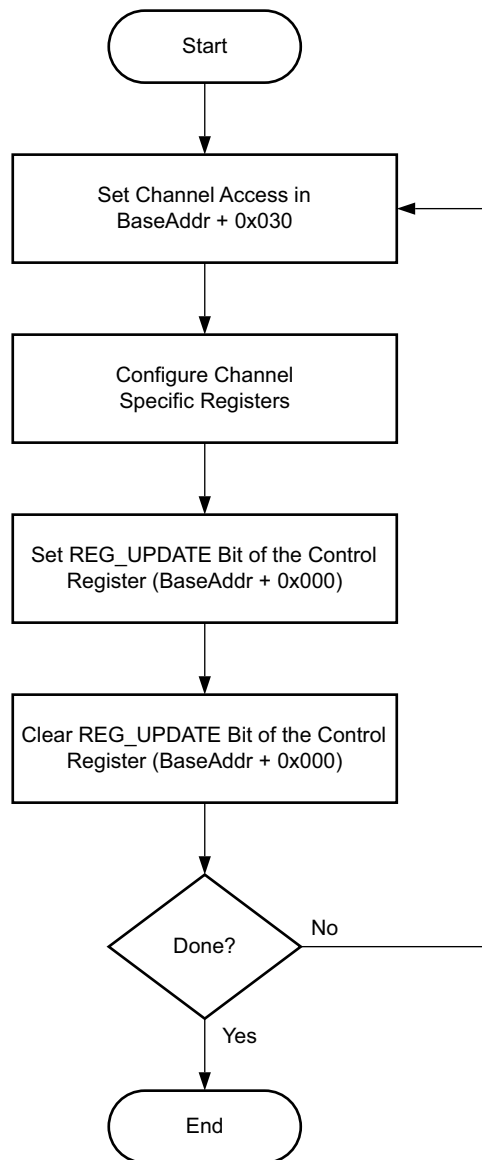 Start
Set Channel Access in
BaseAddr + 0x030
Configure Channel
Specific Registers
Set REG_UPDATE Bit of the Control
Register (BaseAddr + 0x000)
Clear REG_UPDATE Bit of the Control
Register (BaseAddr + 0x000)
Done?
No
Yes
End